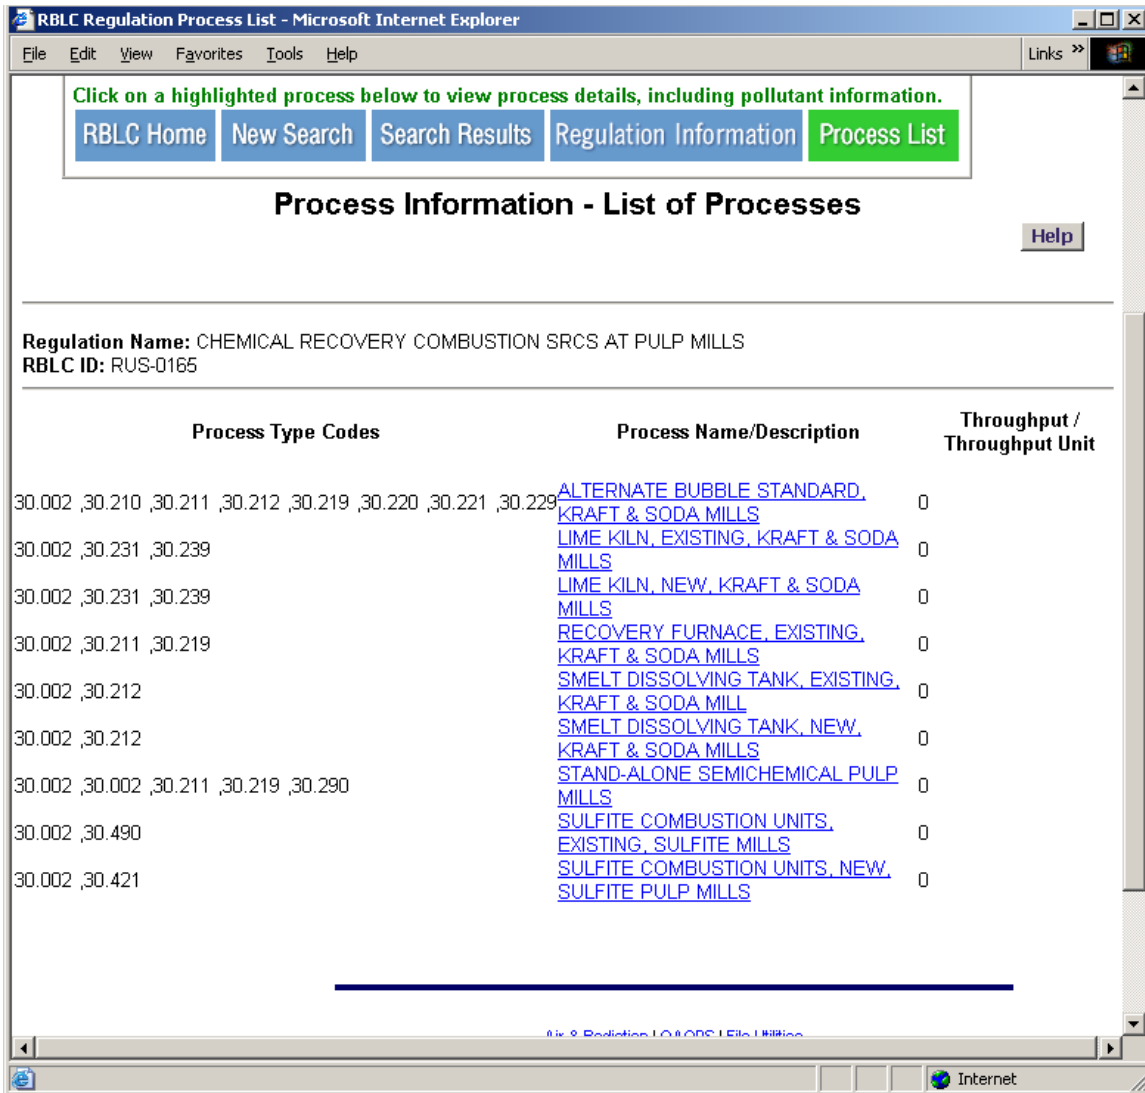 RBLC Regulation Process List - Microsoft Internet Explorer
File Edit View Favorites Tools Help Links »
Click on a highlighted process below to view process details, including pollutant information.
RBLC Home New Search Search Results Regulation Information Process List
Process Information - List of Processes
Help
Regulation Name: CHEMICAL RECOVERY COMBUSTION SRCS AT PULP MILLS
RBLC ID: RUS-0165
Process Type Codes Process Name/Description Throughput /
Throughput Unit
30.002 ,30.210 ,30.211 ,30.212 ,30.219 ,30.220 ,30.221 ,30.229 ALTERNATE BUBBLE STANDARD, 0
KRAFT & SODA MILLS
30.002 ,30.231 ,30.239 LIME KILN, EXISTING, KRAFT & SODA 0
MILLS
30.002 ,30.231 ,30.239 LIME KILN, NEW, KRAFT & SODA 0
MILLS
30.002 ,30.211 ,30.219 RECOVERY FURNACE, EXISTING, 0
KRAFT & SODA MILLS
30.002 ,30.212 SMELT DISSOLVING TANK, EXISTING, 0
KRAFT & SODA MILL
30.002 ,30.212 SMELT DISSOLVING TANK, NEW, 0
KRAFT & SODA MILLS
30.002 ,30.002 ,30.211 ,30.219 ,30.290 STAND-ALONE SEMICHEMICAL PULP 0
MILLS
30.002 ,30.490 SULFITE COMBUSTION UNITS, 0
EXISTING, SULFITE MILLS
30.002 ,30.421 SULFITE COMBUSTION UNITS, NEW, 0
SULFITE PULP MILLS
Air & Radiation | OAQPS | File Utilities
Internet